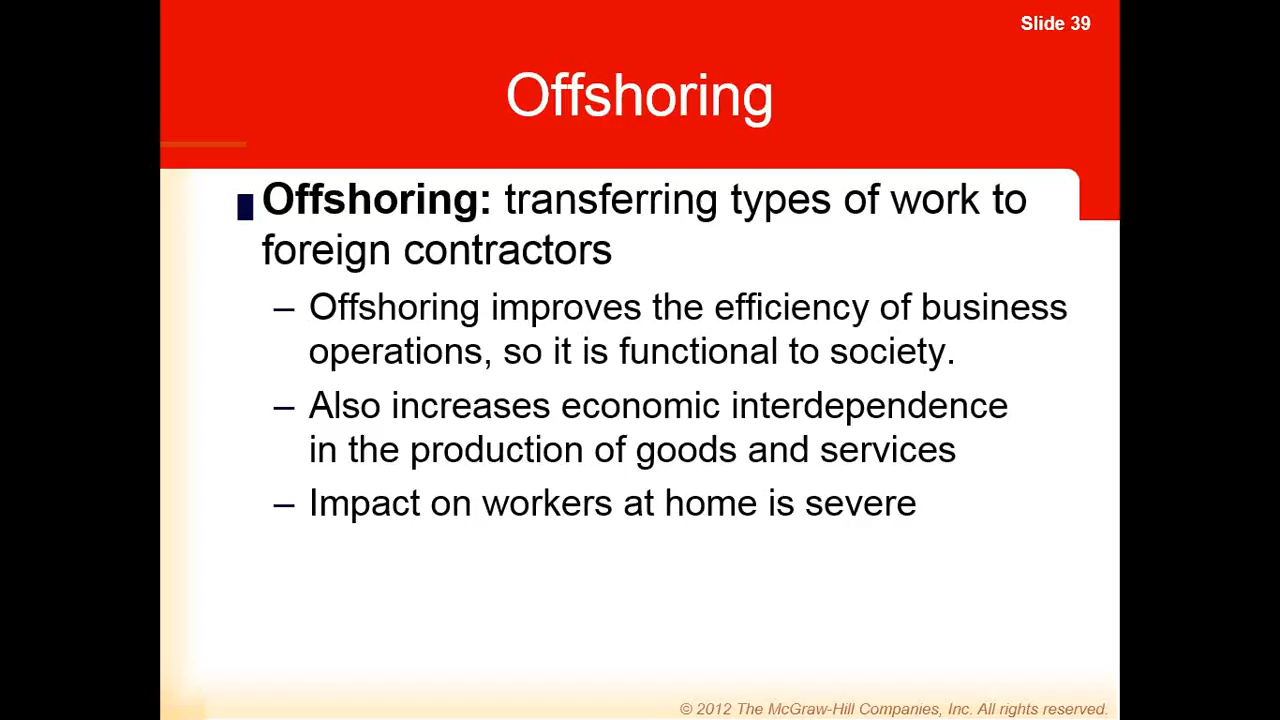 Slide 39
Offshoring
Offshoring: transferring types of work to
foreign contractors
– Offshoring improves the efficiency of business
operations, so it is functional to society.
– Also increases economic interdependence
in the production of goods and services
– Impact on workers at home is severe
© 2012 The McGraw-Hill Companies, Inc. All rights reserved.